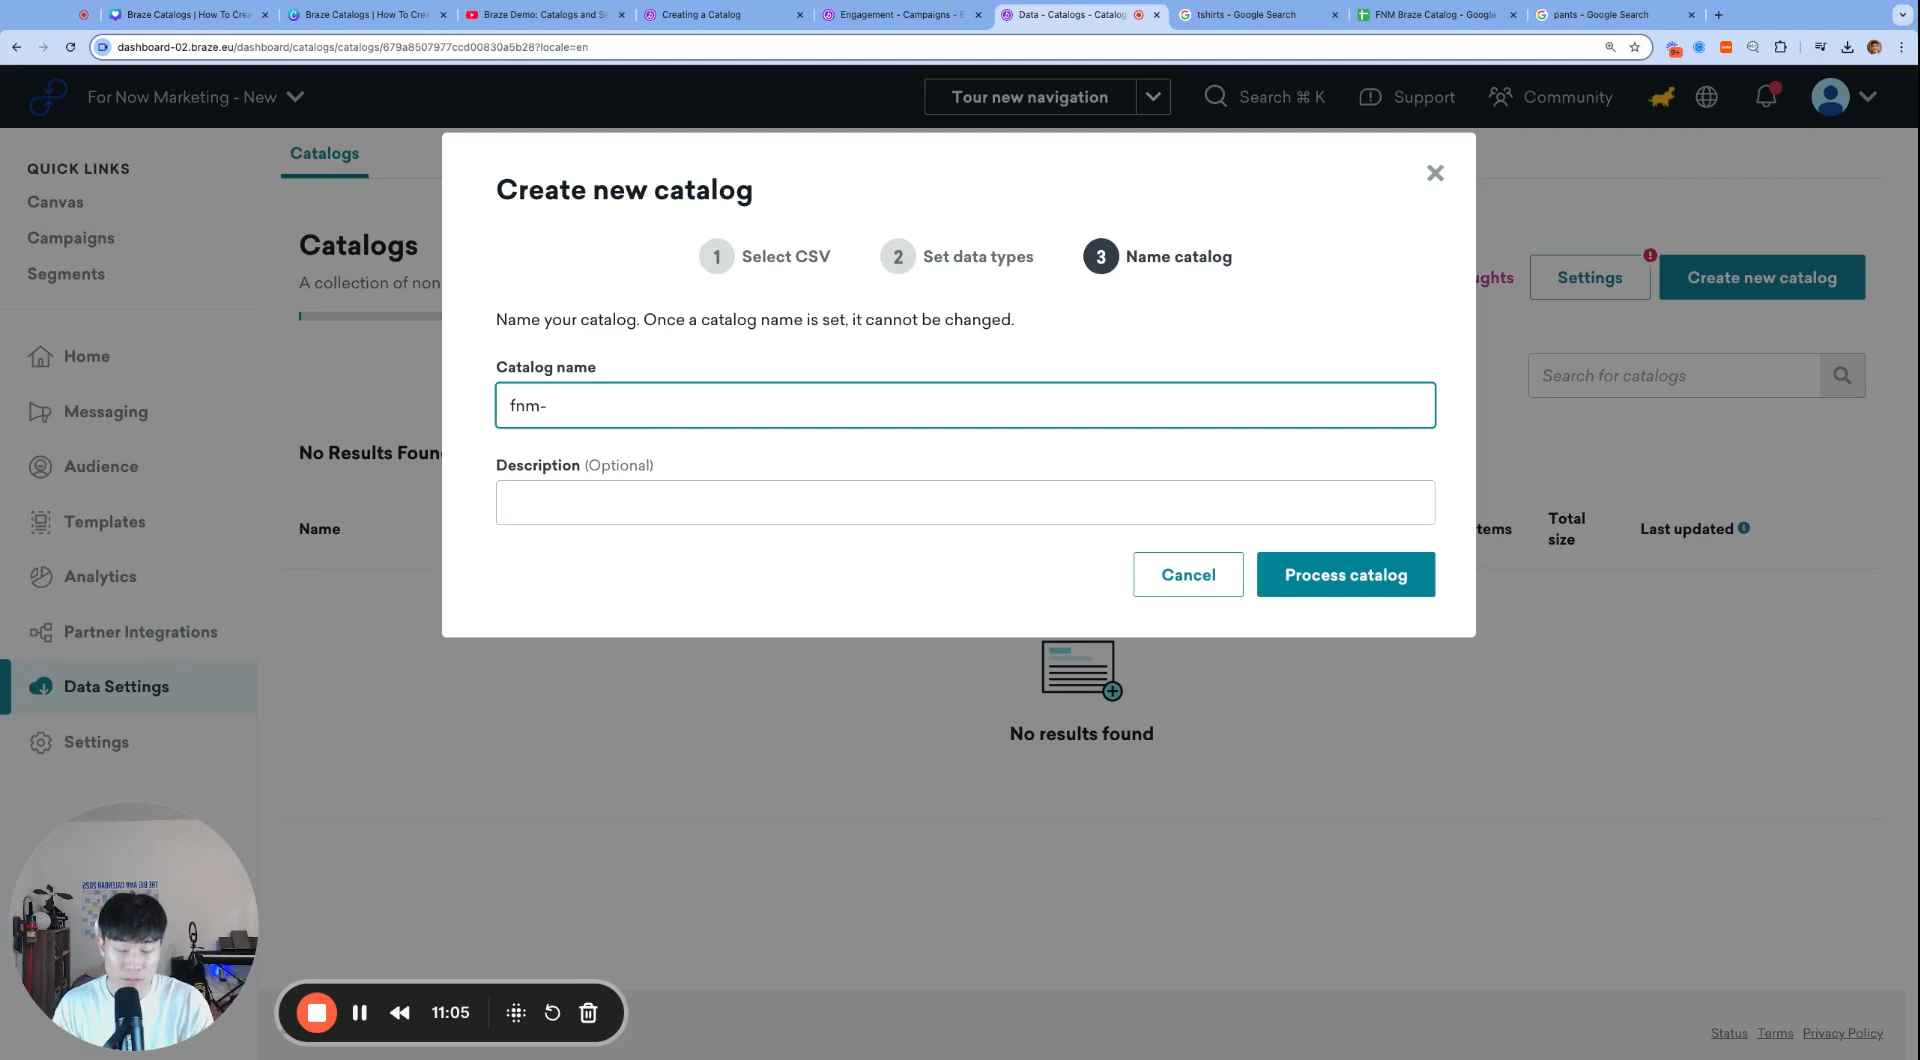 Braze Catalogs | How To Crea
Braze Catalogs | How To Crea
Braze Demo: Catalogs and Se
Creating a Catalog
Engagement - Campaigns - E
Data - Catalogs - Catalog
tshirts - Google Search
FNM Braze Catalog - Google
pants - Google Search
dashboard-02.braze.eu/dashboard/catalogs/catalogs/679a8507977ccd00830a5b28?locale=en
9+
For Now Marketing - New
Tour new navigation
Search ⌘ K
Support
Community
QUICK LINKS
Canvas
Campaigns
Segments
Home
Messaging
Audience
Templates
Analytics
Partner Integrations
Data Settings
Settings
Catalogs
Catalogs
A collection of non
ughts
Settings
Create new catalog
Search for catalogs
No Results Foun
Name
tems
Total
size
Last updated
Create new catalog
1 Select CSV
2 Set data types
3 Name catalog
Name your catalog. Once a catalog name is set, it cannot be changed.
Catalog name
fnm-
Description (Optional)
Cancel
Process catalog
No results found
THE BIG A## CALENDAR 2025
11:05
Status
Terms
Privacy Policy